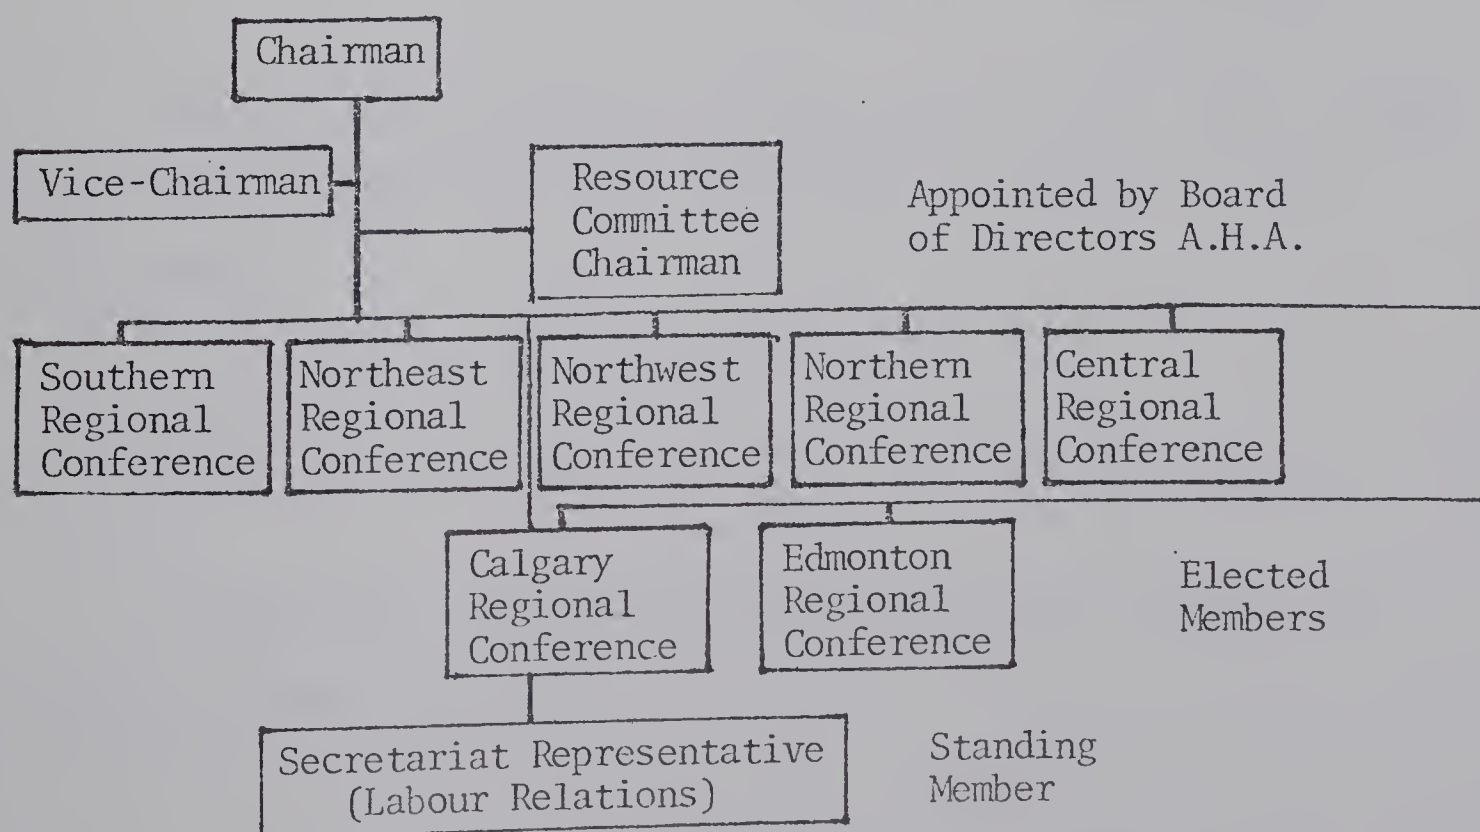 Chairman
Vice-Chairman
Resource
Committee
Chairman
Appointed by Board
of Directors A.H.A.
Southern
Regional
Conference
Northeast
Regional
Conference
Northwest
Regional
Conference
Northern
Regional
Conference
Central
Regional
Conference
Calgary
Regional
Conference
Edmonton
Regional
Conference
Elected
Members
Secretariat Representative
(Labour Relations)
Standing
Member